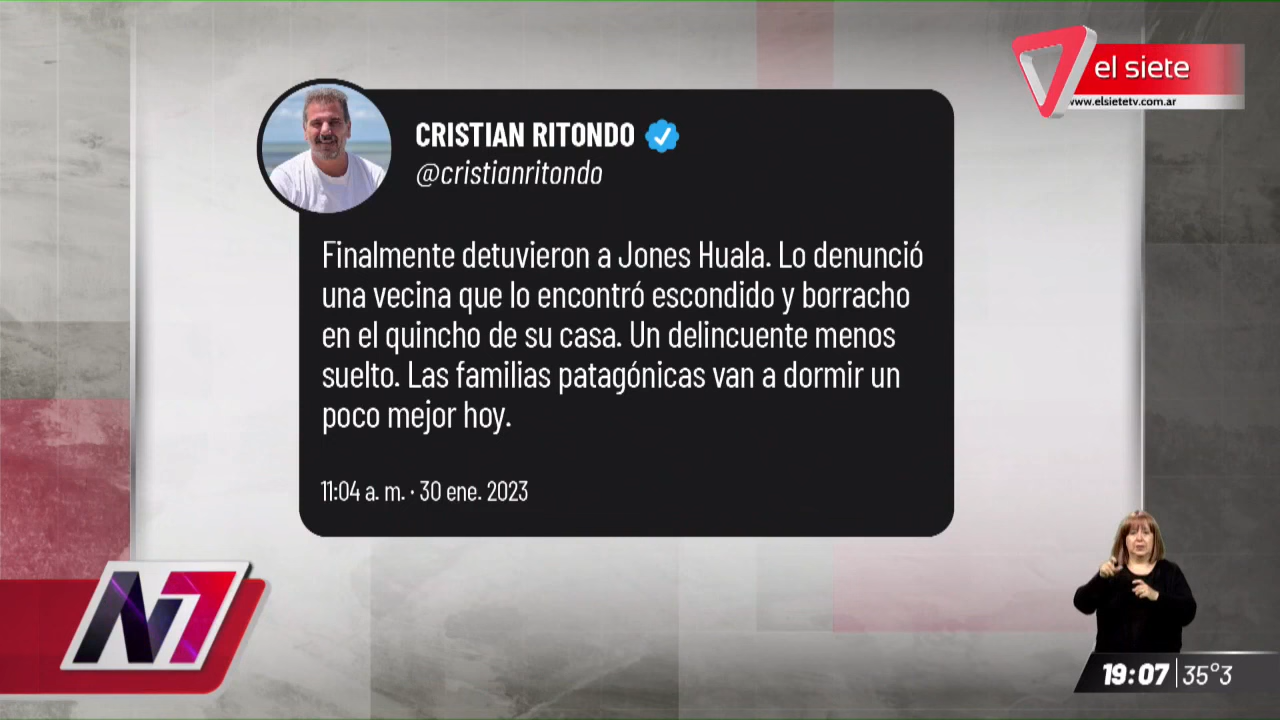 el siete
www.elsietetv.com.ar
CRISTIAN RITONDO
@cristianritondo
Finalmente detuvieron a Jones Huala. Lo denunció
una vecina que lo encontró escondido y borracho
en el quincho de su casa. Un delincuente menos
suelto. Las familias patagónicas van a dormir un
poco mejor hoy.
11:04 a. m. · 30 ene. 2023
N7
19:07 35°3